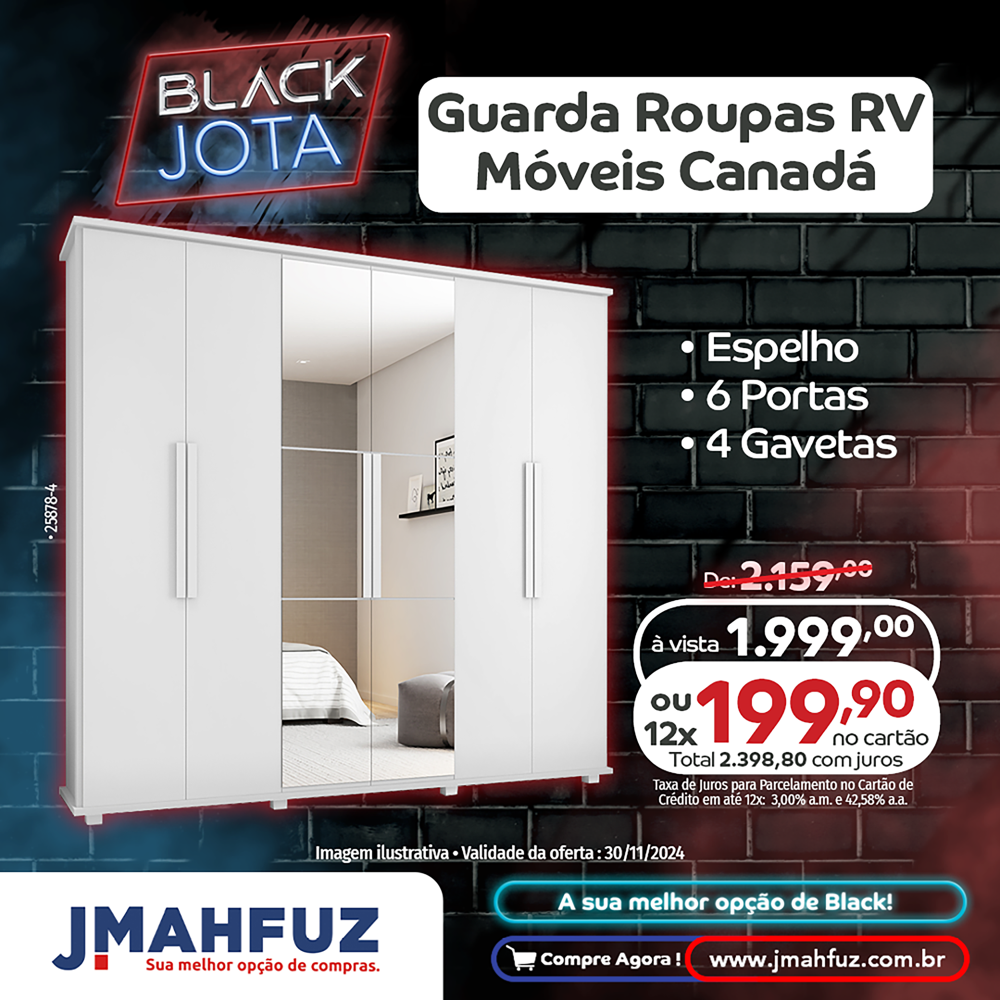 BLACK
JOTA
Guarda Roupas RV
Móveis Canadá
• Espelho
• 6 Portas
• 4 Gavetas
• 25878-4
De: 2.159,00
à vista 1.999,00
ou 12x 199,90 no cartão
Total 2.398,80 com juros
Taxa de Juros para Parcelamento no Cartão de
Crédito em até 12x: 3,00% a.m. e 42,58% a.a.
Imagem ilustrativa • Validade da oferta : 30/11/2024
JMAHFUZ
Sua melhor opção de compras.
A sua melhor opção de Black!
Compre Agora !
www.jmahfuz.com.br